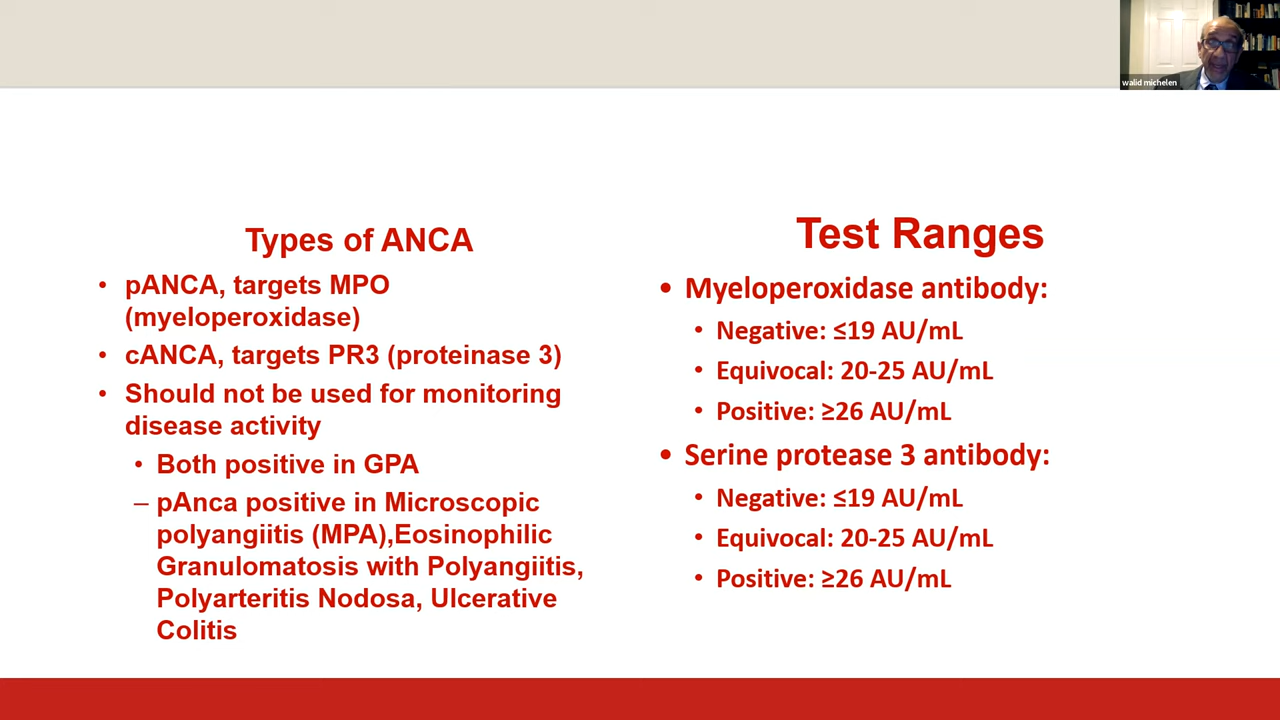 walid michelen
Types of ANCA
• pANCA, targets MPO
(myeloperoxidase)
• cANCA, targets PR3 (proteinase 3)
• Should not be used for monitoring
disease activity
• Both positive in GPA
– pAnca positive in Microscopic
polyangiitis (MPA),Eosinophilic
Granulomatosis with Polyangiitis,
Polyarteritis Nodosa, Ulcerative
Colitis
Test Ranges
• Myeloperoxidase antibody:
• Negative: ≤19 AU/mL
• Equivocal: 20-25 AU/mL
• Positive: ≥26 AU/mL
• Serine protease 3 antibody:
• Negative: ≤19 AU/mL
• Equivocal: 20-25 AU/mL
• Positive: ≥26 AU/mL